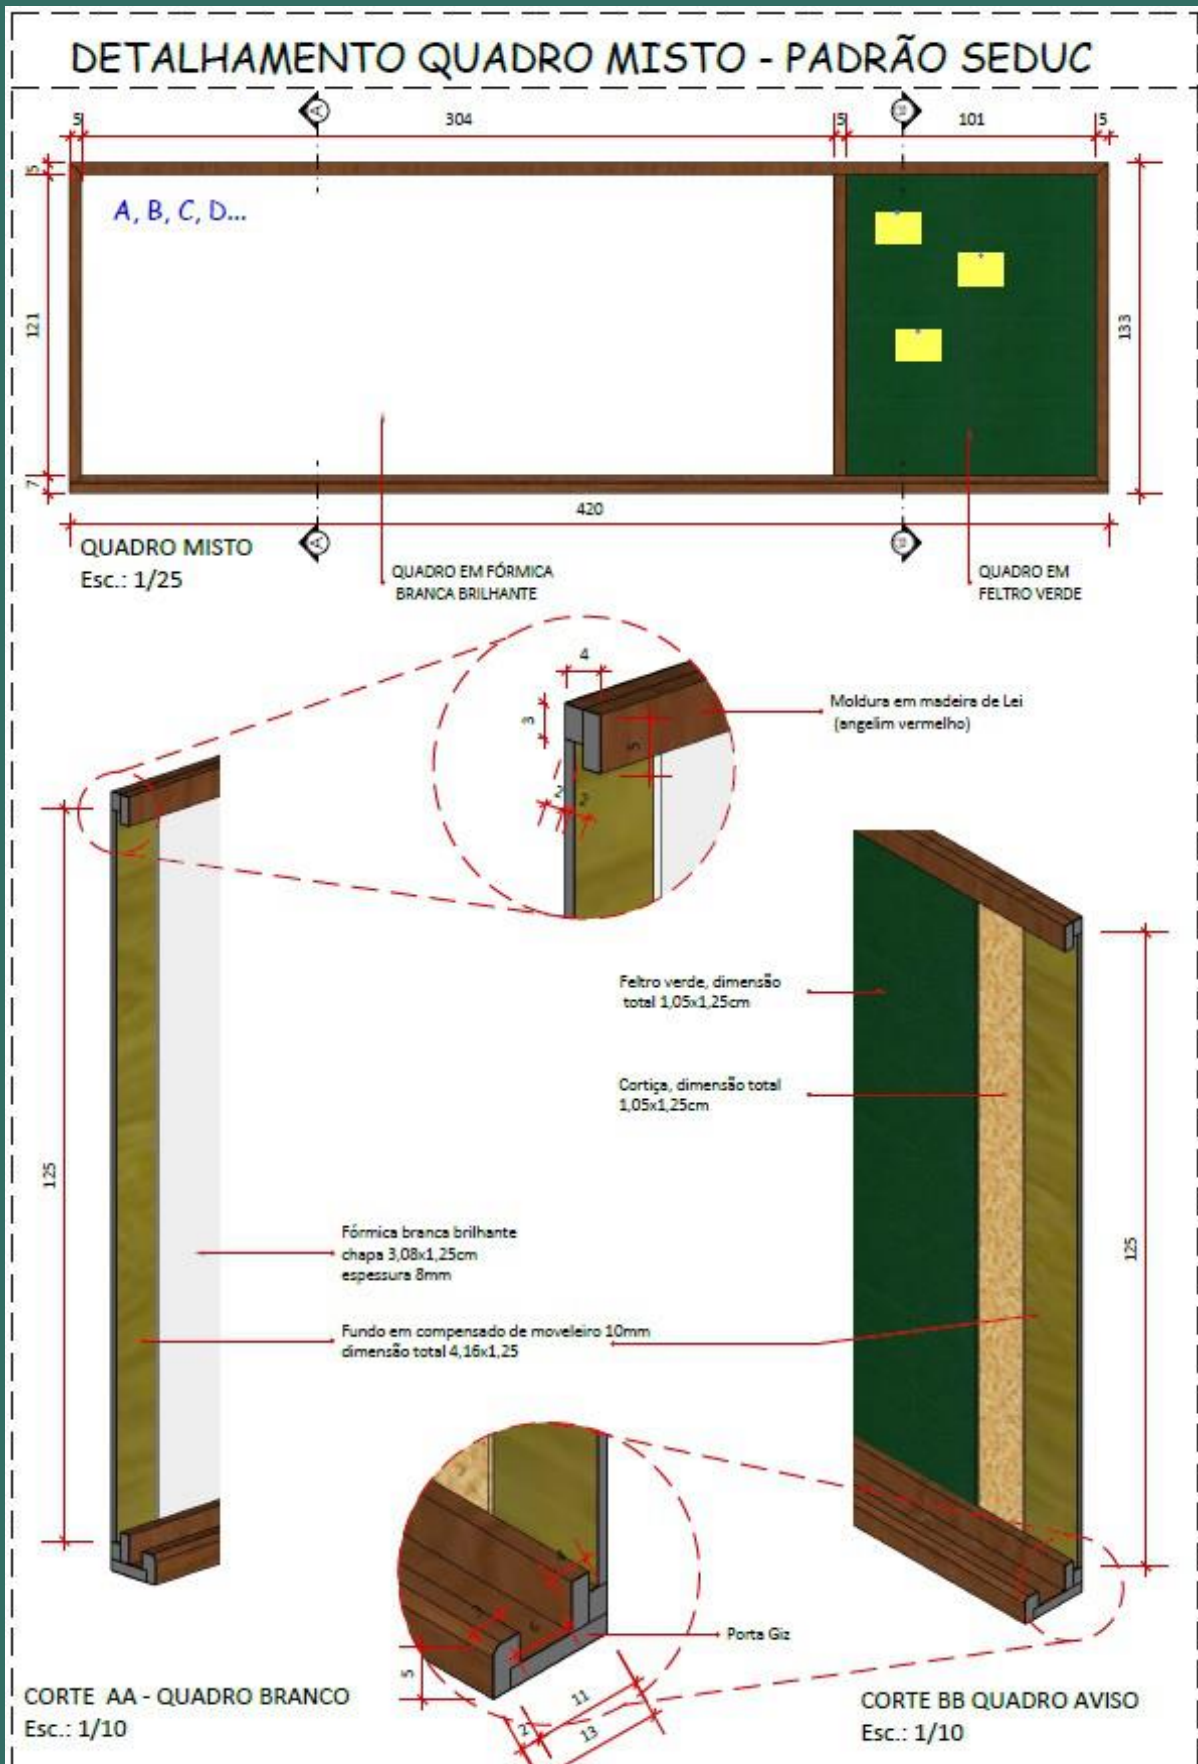 DETALHAMENTO QUADRO MISTO - PADRÃO SEDUC
5
A
304
5
101
5
5
A, B, C, D...
121
133
7
420
QUADRO MISTO
A
Esc.: 1/25
QUADRO EM FÓRMICA
BRANCA BRILHANTE
QUADRO EM
FELTRO VERDE
4
3
5
2
2
Moldura em madeira de Lei
(angelim vermelho)
Feltro verde, dimensão
total 1,05x1,25cm
Cortiça, dimensão total
1,05x1,25cm
125
125
Fórmica branca brilhante
chapa 3,08x1,25cm
espessura 8mm
Fundo em compensado de moveleiro 10mm
dimensão total 4,16x1,25
Porta Giz
5
11
2
13
CORTE AA - QUADRO BRANCO
Esc.: 1/10
CORTE BB QUADRO AVISO
Esc.: 1/10